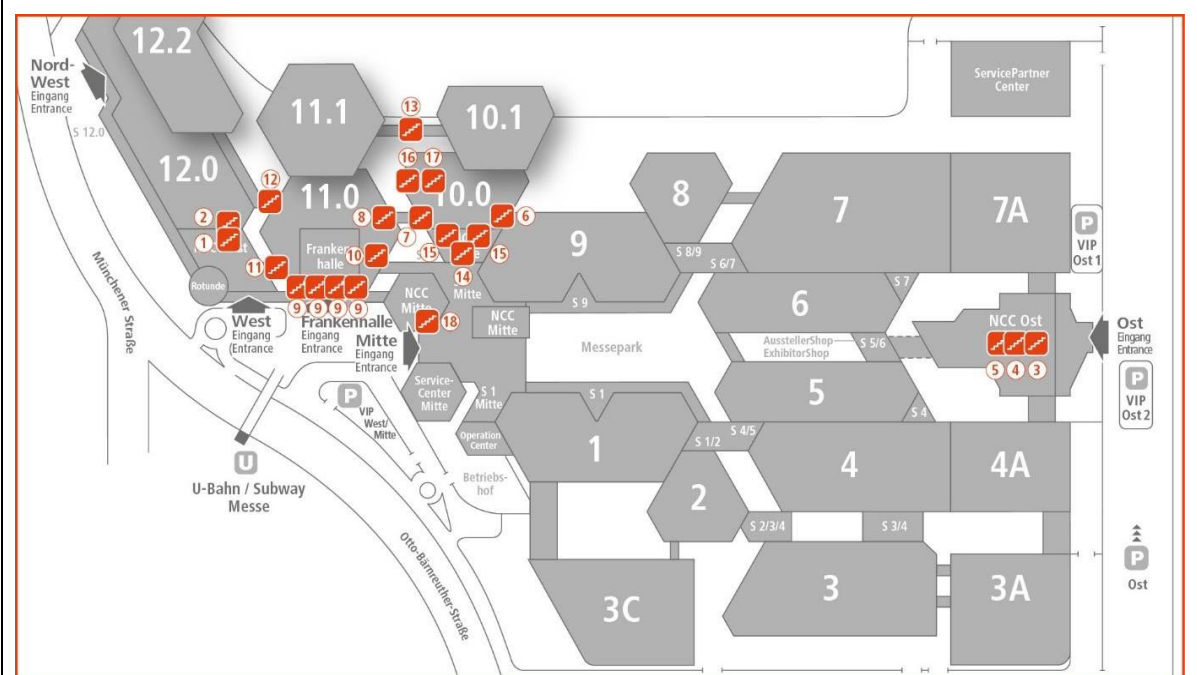 12.2
Nord-
West
Eingang
Entrance
S 12.0
12.0
11.1
13
10.1
ServicePartner
Center
12
11.0
16
17
10.0
8
7
6
2
1
11
Franken-
halle
10
15
15
14
Mitte
9
S 9
8
S 8/9
S 6/7
7
7A
P
VIP
Ost 1
Rotunde
9
9
9
9
NCC
Mitte
18
NCC
Mitte
West
Eingang
(Entrance
Frankenhalle
Eingang
Entrance
Mitte
Eingang
Entrance
Messepark
6
S 7
AusstellerShop
ExhibitorShop
S 5/6
NCC Ost
5
4
3
Ost
Eingang
Entrance
P
VIP
Ost 2
Münchener Straße
P
VIP
West/
Mitte
Service-
Center
Mitte
S 1
Mitte
S 1
5
S 4
Operation
Center
1
S 1/2
S 4/5
4
4A
U
U-Bahn / Subway
Messe
Betriebs-
hof
2
S 2/3/4
S 3/4
Otto-Bärnreuther-Straße
3C
3
3A
P
Ost